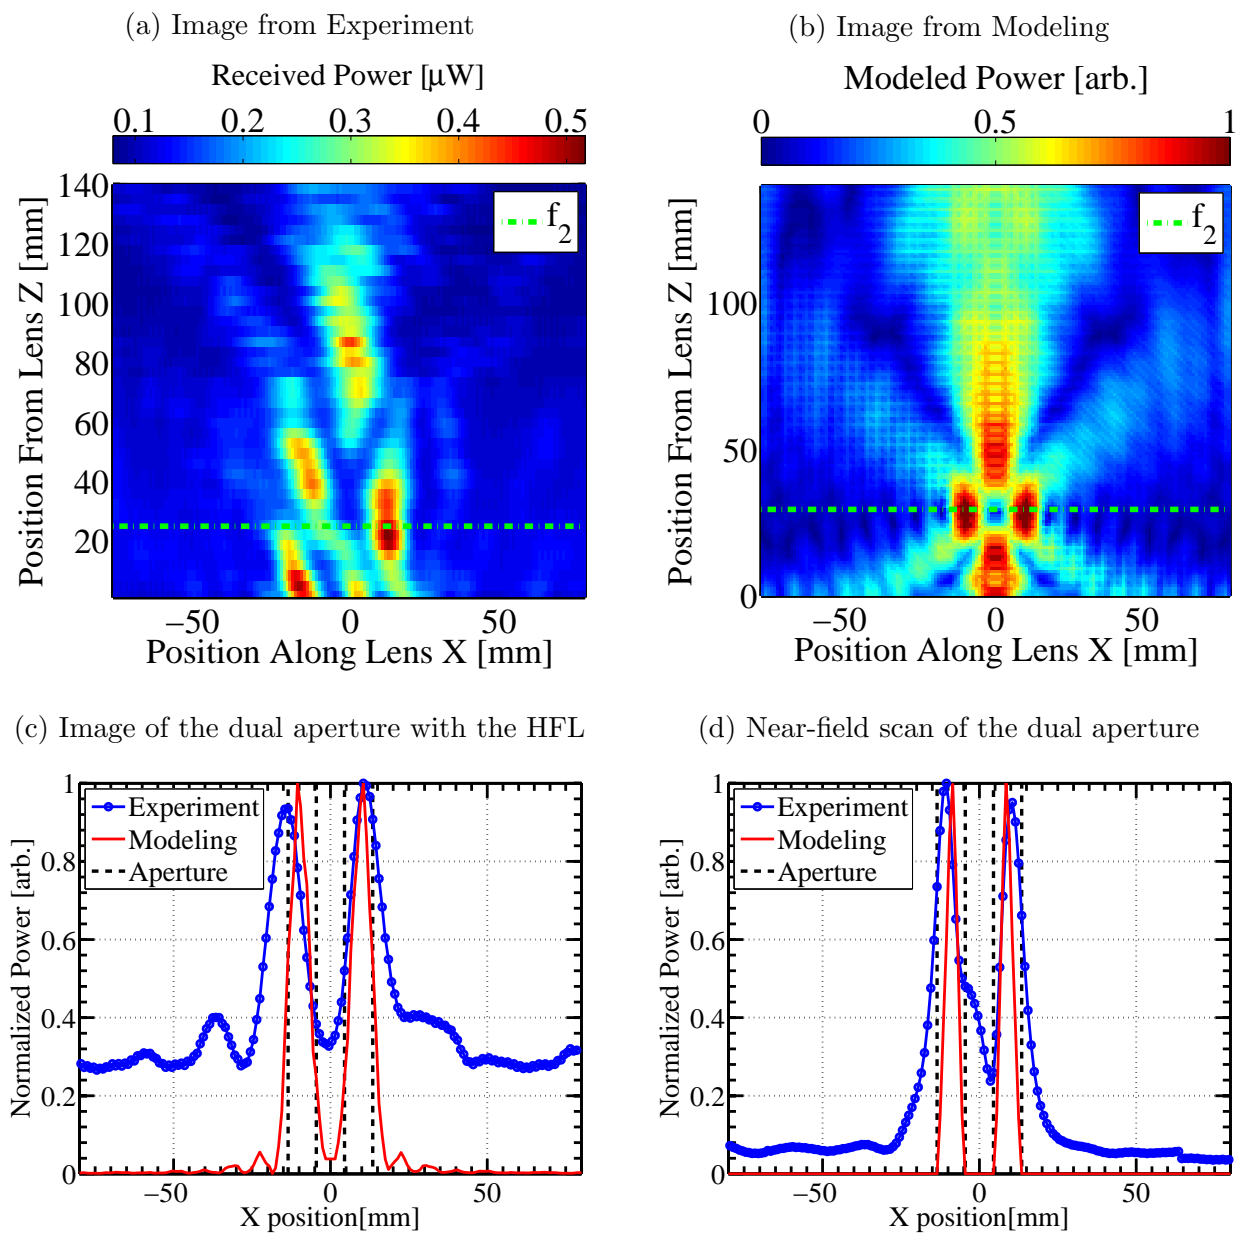 (a) Image from Experiment
Received Power [μW]
0.1 0.2 0.3 0.4 0.5
140
120
100
80
60
40
20
Position From Lens Z [mm]
f2
−50 0 50
Position Along Lens X [mm]
(b) Image from Modeling
Modeled Power [arb.]
0 0.5 1
100
50
0
Position From Lens Z [mm]
f2
−50 0 50
Position Along Lens X [mm]
(c) Image of the dual aperture with the HFL
1
0.8
0.6
0.4
0.2
0
Normalized Power [arb.]
Experiment
Modeling
Aperture
−50 0 50
X position[mm]
(d) Near-field scan of the dual aperture
1
0.8
0.6
0.4
0.2
0
Normalized Power [arb.]
Experiment
Modeling
Aperture
−50 0 50
X position[mm]